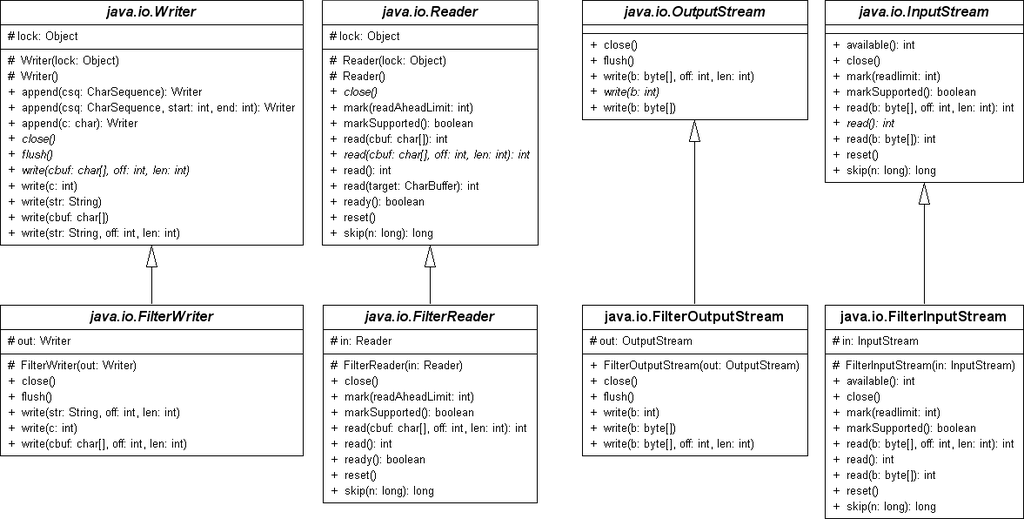 java.io.Writer
# lock: Object
# Writer(lock: Object)
# Writer()
+ append(csq: CharSequence): Writer
+ append(csq: CharSequence, start: int, end: int): Writer
+ append(c: char): Writer
+ close()
+ flush()
+ write(cbuf: char[], off: int, len: int)
+ write(c: int)
+ write(str: String)
+ write(cbuf: char[])
+ write(str: String, off: int, len: int)
java.io.Reader
# lock: Object
# Reader(lock: Object)
# Reader()
+ close()
+ mark(readAheadLimit: int)
+ markSupported(): boolean
+ read(cbuf: char[]): int
+ read(cbuf: char[], off: int, len: int): int
+ read(): int
+ read(target: CharBuffer): int
+ ready(): boolean
+ reset()
+ skip(n: long): long
java.io.OutputStream
+ close()
+ flush()
+ write(b: byte[], off: int, len: int)
+ write(b: int)
+ write(b: byte[])
java.io.InputStream
+ available(): int
+ close()
+ mark(readlimit: int)
+ markSupported(): boolean
+ read(b: byte[], off: int, len: int): int
+ read(): int
+ read(b: byte[]): int
+ reset()
+ skip(n: long): long
java.io.FilterWriter
# out: Writer
# FilterWriter(out: Writer)
+ close()
+ flush()
+ write(str: String, off: int, len: int)
+ write(c: int)
+ write(cbuf: char[], off: int, len: int)
java.io.FilterReader
# in: Reader
# FilterReader(in: Reader)
+ close()
+ mark(readAheadLimit: int)
+ markSupported(): boolean
+ read(cbuf: char[], off: int, len: int): int
+ read(): int
+ ready(): boolean
+ reset()
+ skip(n: long): long
java.io.FilterOutputStream
# out: OutputStream
+ FilterOutputStream(out: OutputStream)
+ close()
+ flush()
+ write(b: int)
+ write(b: byte[])
+ write(b: byte[], off: int, len: int)
java.io.FilterInputStream
# in: InputStream
# FilterInputStream(in: InputStream)
+ available(): int
+ close()
+ mark(readlimit: int)
+ markSupported(): boolean
+ read(b: byte[], off: int, len: int): int
+ read(): int
+ read(b: byte[]): int
+ reset()
+ skip(n: long): long